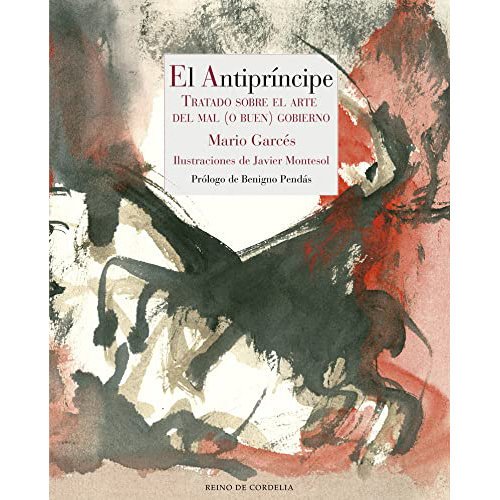 El Antipríncipe
Tratado sobre el arte
del mal (o buen) gobierno
Mario Garcés
Ilustraciones de Javier Montesol
Prólogo de Benigno Pendás
REINO DE CORDELIA